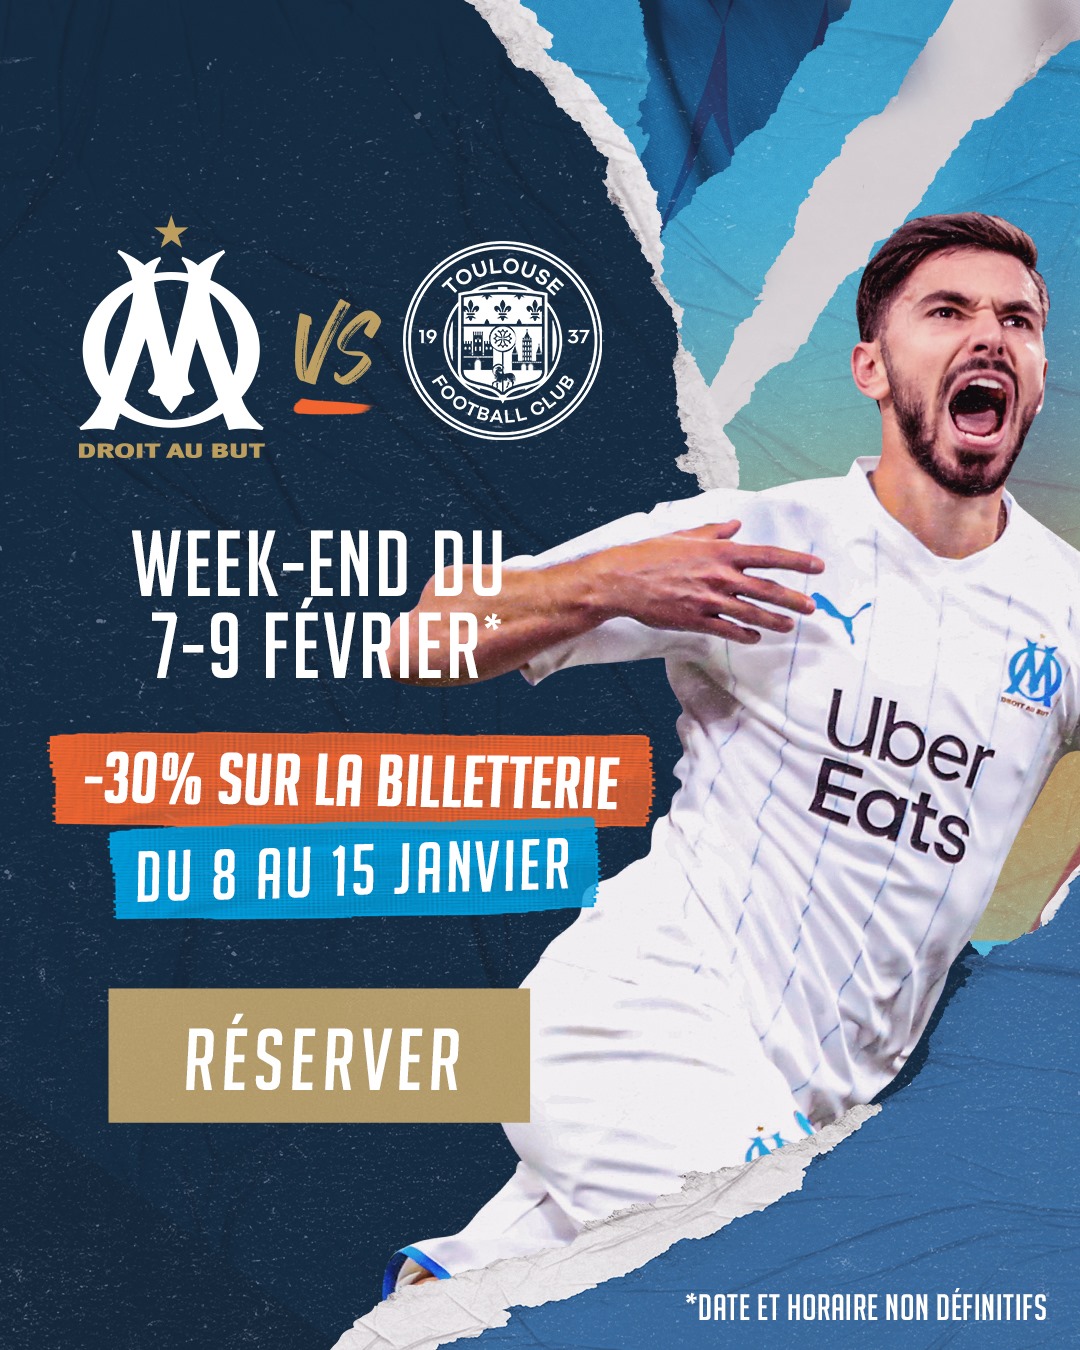 DROIT AU BUT
VS
TOULOUSE
19 37
FOOTBALL CLUB
WEEK-END DU
7-9 FÉVRIER*
-30% SUR LA BILLETTERIE
DU 8 AU 15 JANVIER
RÉSERVER
Uber
Eats
DROIT AU BUT
*DATE ET HORAIRE NON DÉFINITIFS